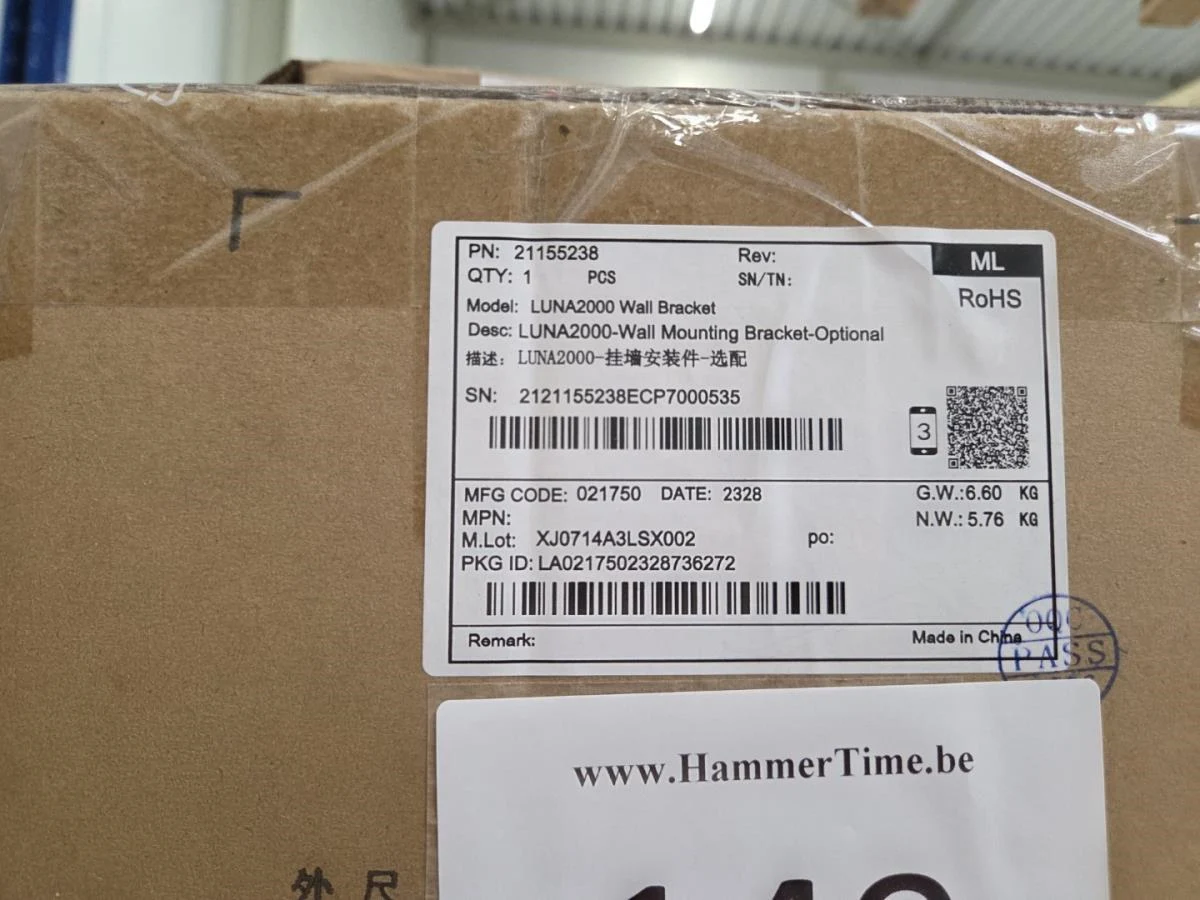 PN: 21155238
Rev:
ML
QTY: 1 PCS
SN/TN:
RoHS
Model: LUNA2000 Wall Bracket
Desc: LUNA2000-Wall Mounting Bracket-Optional
描述: LUNA2000-挂墙安装件-选配
SN: 2121155238ECP7000535
3
MFG CODE: 021750 DATE: 2328
G.W.:6.60 KG
MPN:
N.W.:5.76 KG
M.Lot: XJ0714A3LSX002
po:
PKG ID: LA0217502328736272
Remark:
Made in China
OQC
PASS
www.HammerTime.be
外 尺